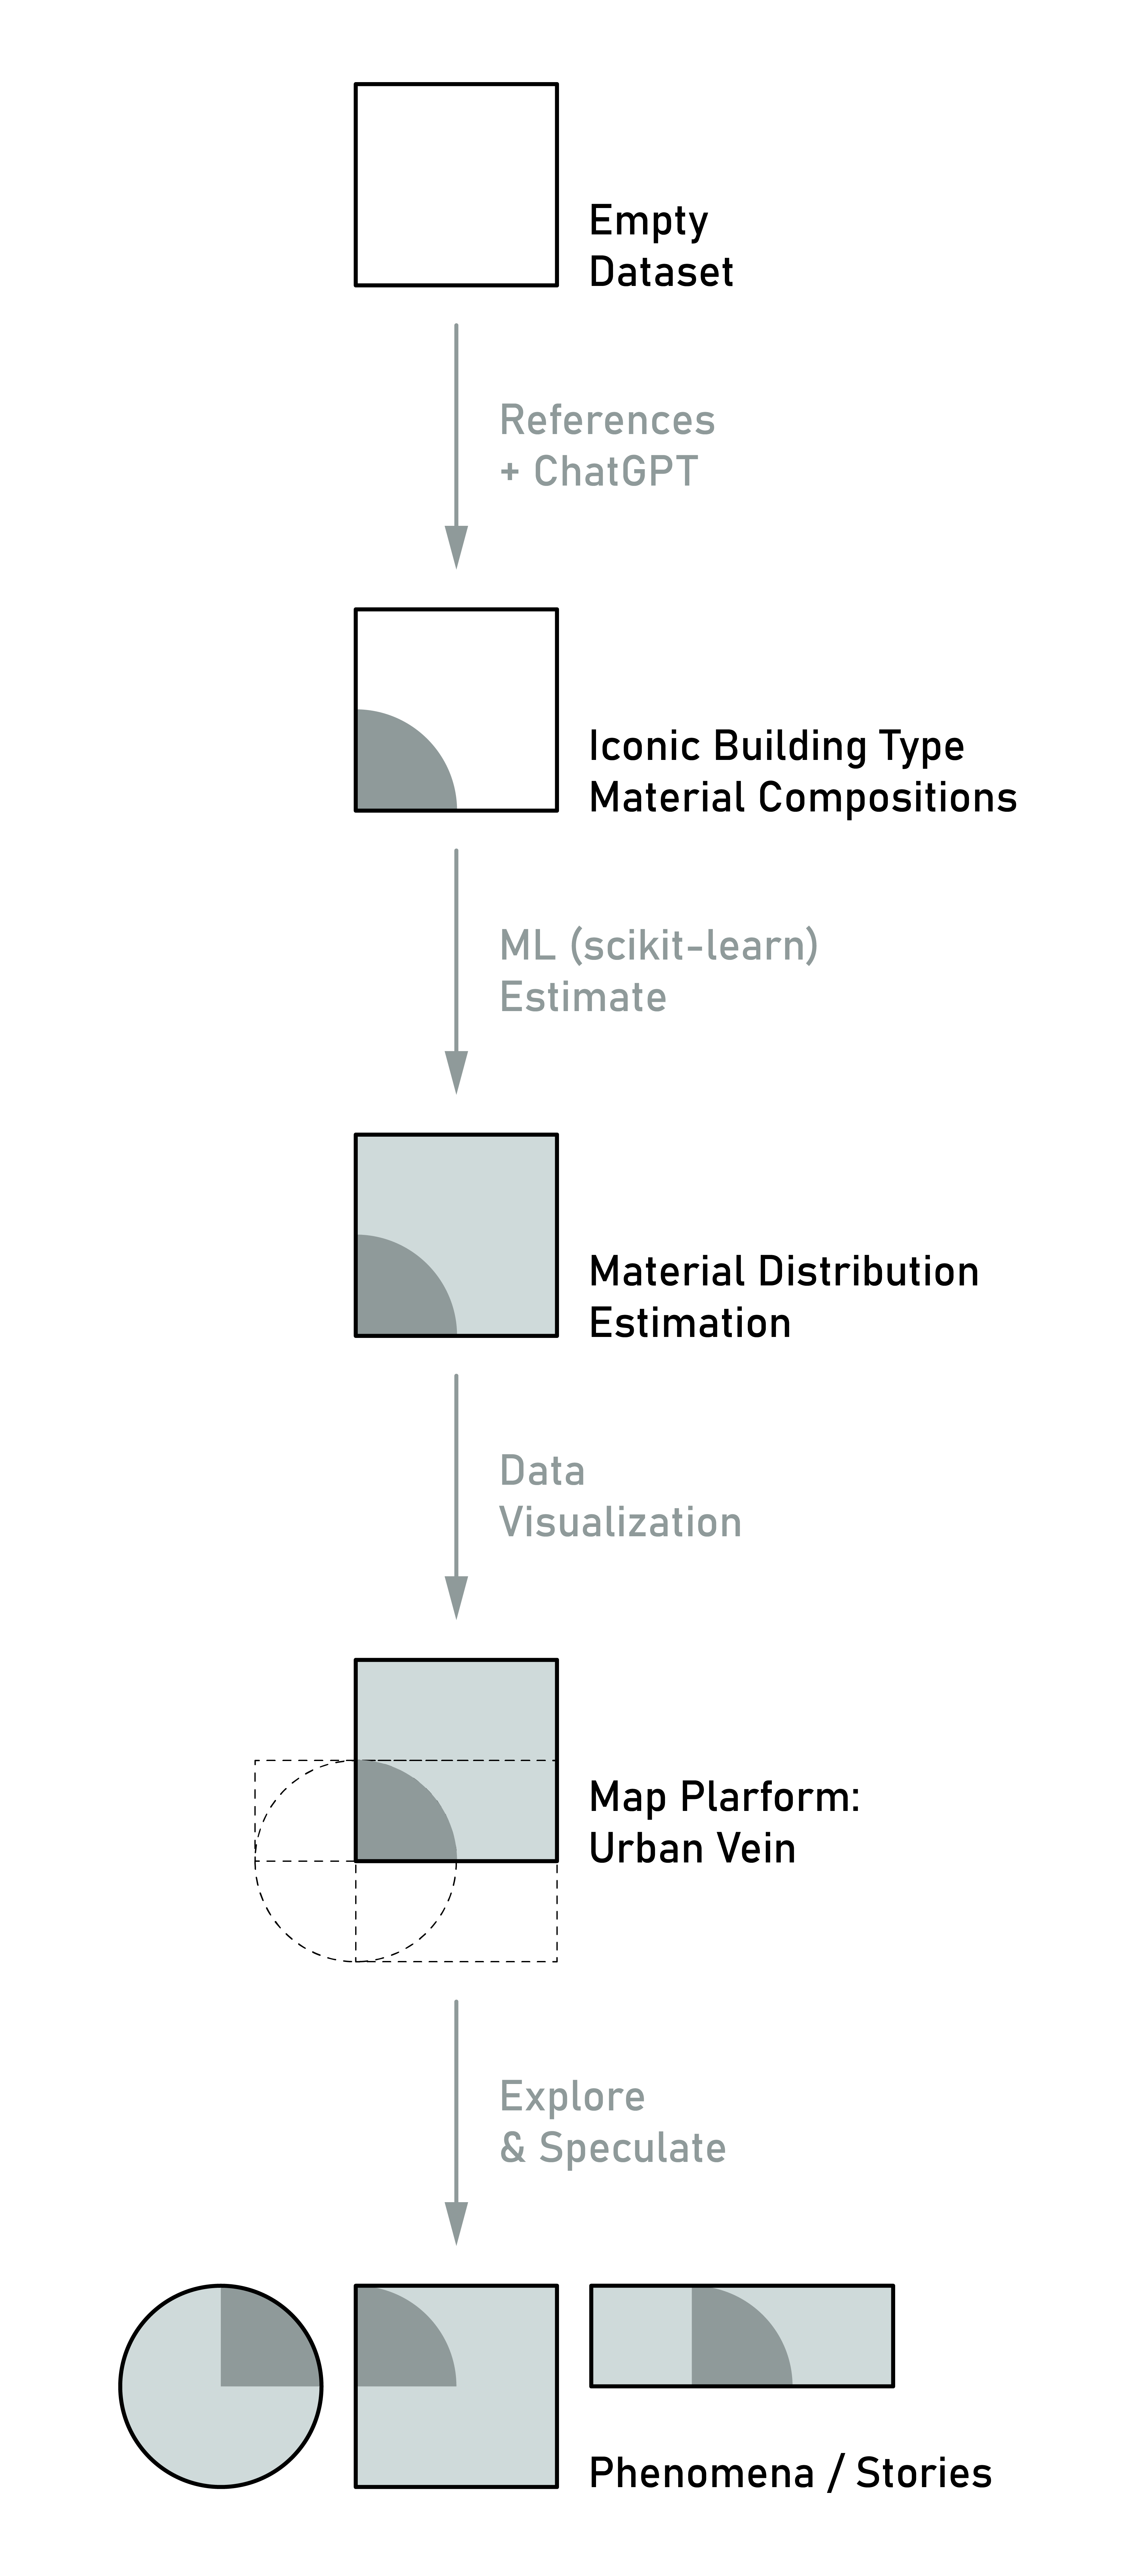 Empty
Dataset
References
+ ChatGPT
Iconic Building Type
Material Compositions
ML (scikit-learn)
Estimate
Material Distribution
Estimation
Data
Visualization
Map Plarform:
Urban Vein
Explore
& Speculate
Phenomena / Stories